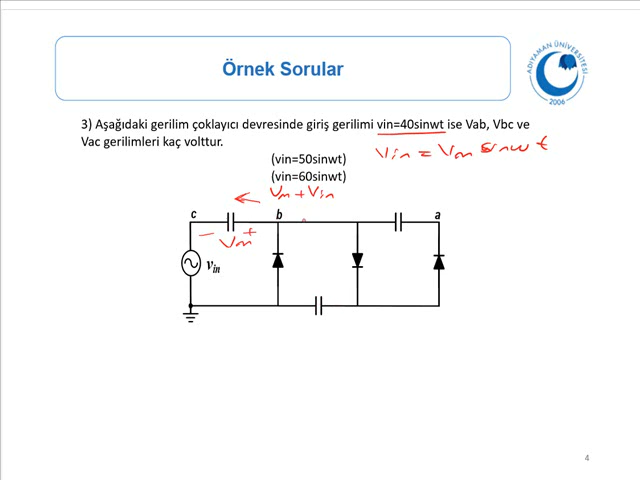 Örnek Sorular
ADIYAMAN ÜNİVERSİTESİ
2006
3) Aşağıdaki gerilim çoklayıcı devresinde giriş gerilimi vin=40sinwt ise Vab, Vbc ve
Vac gerilimleri kaç volttur.
Vin = Vm sinwt
(vin=50sinwt)
(vin=60sinwt)
Vm + Vin
c
b
a
− Vm +
vin
4